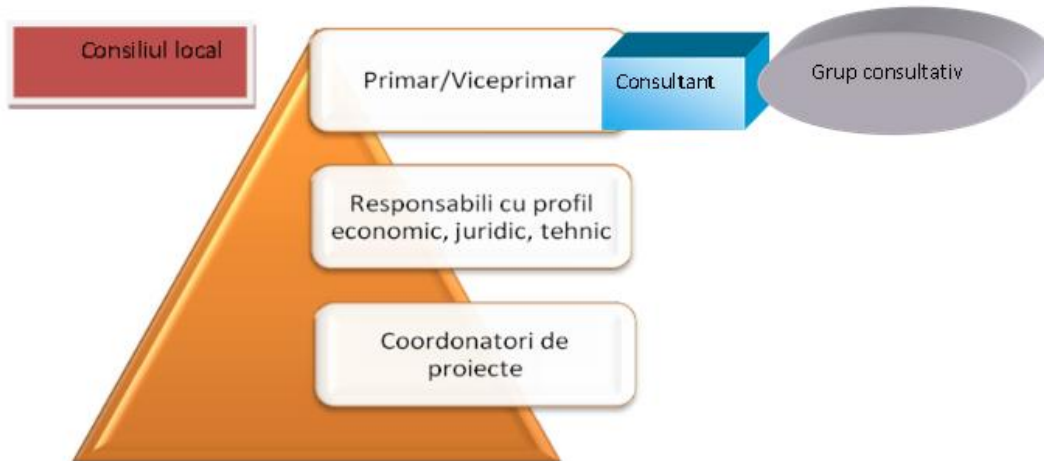 Consiliul local
Primar/Viceprimar
Consultant
Grup consultativ
Responsabili cu profil
economic, juridic, tehnic
Coordonatori de
proiecte